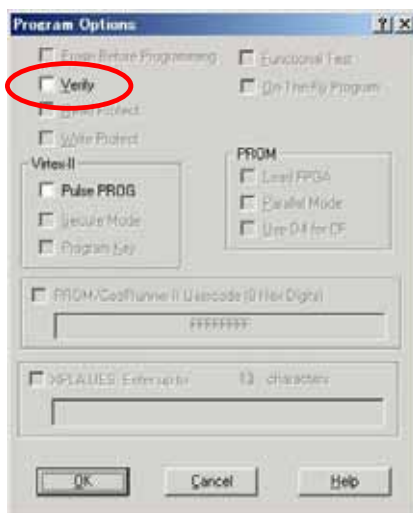 Program Options
Erase Before Programming
Functional Test
Verify
On-The-Fly Program
Read Protect
Write Protect
Virtex-II
Pulse PROG
Secure Mode
Program Key
PROM
Load FPGA
Parallel Mode
Use D4 for CF
PROM/CoolRunner-II Usercode (8 Hex Digits)
FFFFFFFF
XPLA UES: Enter up to 13 characters
OK
Cancel
Help